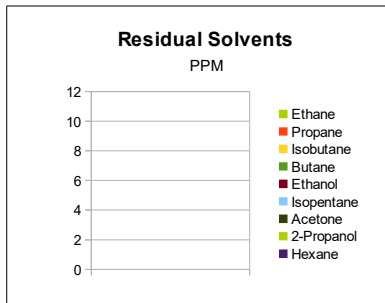 Residual Solvents
PPM
12
10
8
6
4
2
0
Ethane
Propane
Isobutane
Butane
Ethanol
Isopentane
Acetone
2-Propanol
Hexane